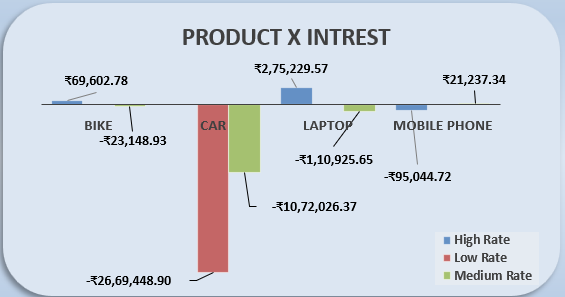 PRODUCT X INTREST
₹69,602.78
₹2,75,229.57
₹21,237.34
BIKE
CAR
LAPTOP
MOBILE PHONE
-₹23,148.93
-₹1,10,925.65
-₹95,044.72
-₹10,72,026.37
-₹26,69,448.90
High Rate
Low Rate
Medium Rate